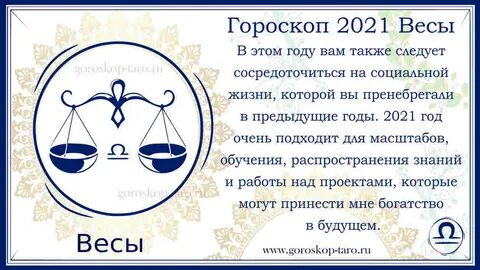 Гороскоп 2021 Весы
В этом году вам также следует
сосредоточиться на социальной
жизни, которой вы пренебрегали
в предыдущие годы. 2021 год
очень подходит для масштабов,
обучения, распространения знаний
и работы над проектами, которые
могут принести мне богатство
в будущем.
www.goroskop-taro.ru
goroskop-taro.ru
goroskop-taro.ru
Весы